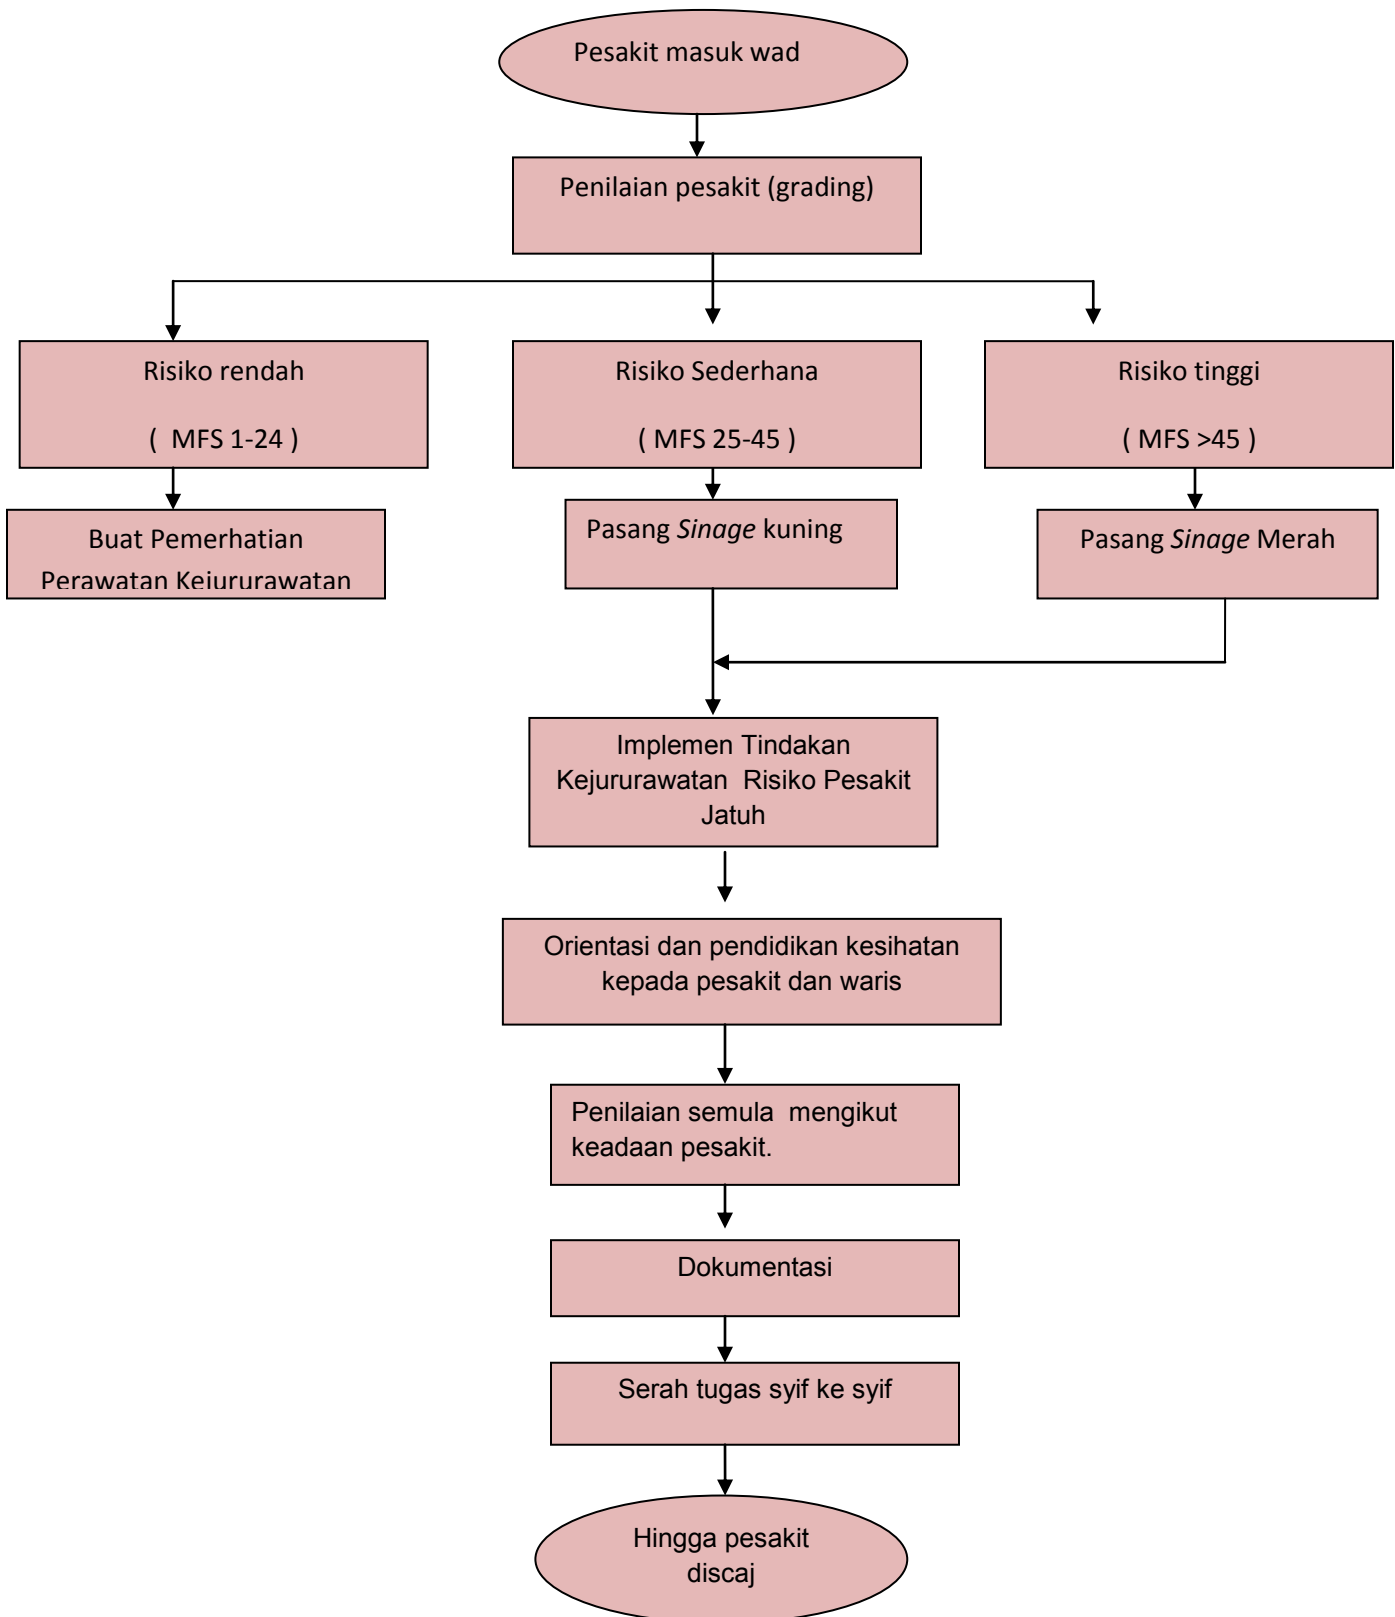 Pesakit masuk wad
Penilaian pesakit (grading)
Risiko rendah
( MFS 1-24 )
Risiko Sederhana
( MFS 25-45 )
Risiko tinggi
( MFS >45 )
Buat Pemerhatian
Perawatan Kejururawatan
Pasang Sinage kuning
Pasang Sinage Merah
Implemen Tindakan
Kejururawatan Risiko Pesakit
Jatuh
Orientasi dan pendidikan kesihatan
kepada pesakit dan waris
Penilaian semula mengikut
keadaan pesakit.
Dokumentasi
Serah tugas syif ke syif
Hingga pesakit
discaj